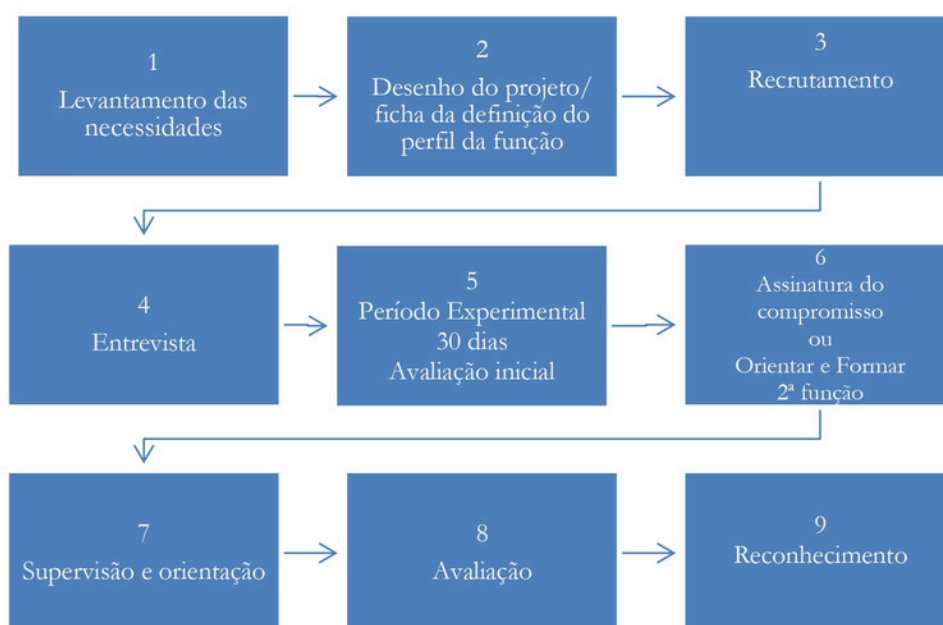 1
Levantamento das
necessidades
2
Desenho do projeto/
ficha da definição do
perfil da função
3
Recrutamento
4
Entrevista
5
Período Experimental
30 dias
Avaliação inicial
6
Assinatura do
compromisso
ou
Orientar e Formar
2ª função
7
Supervisão e orientação
8
Avaliação
9
Reconhecimento